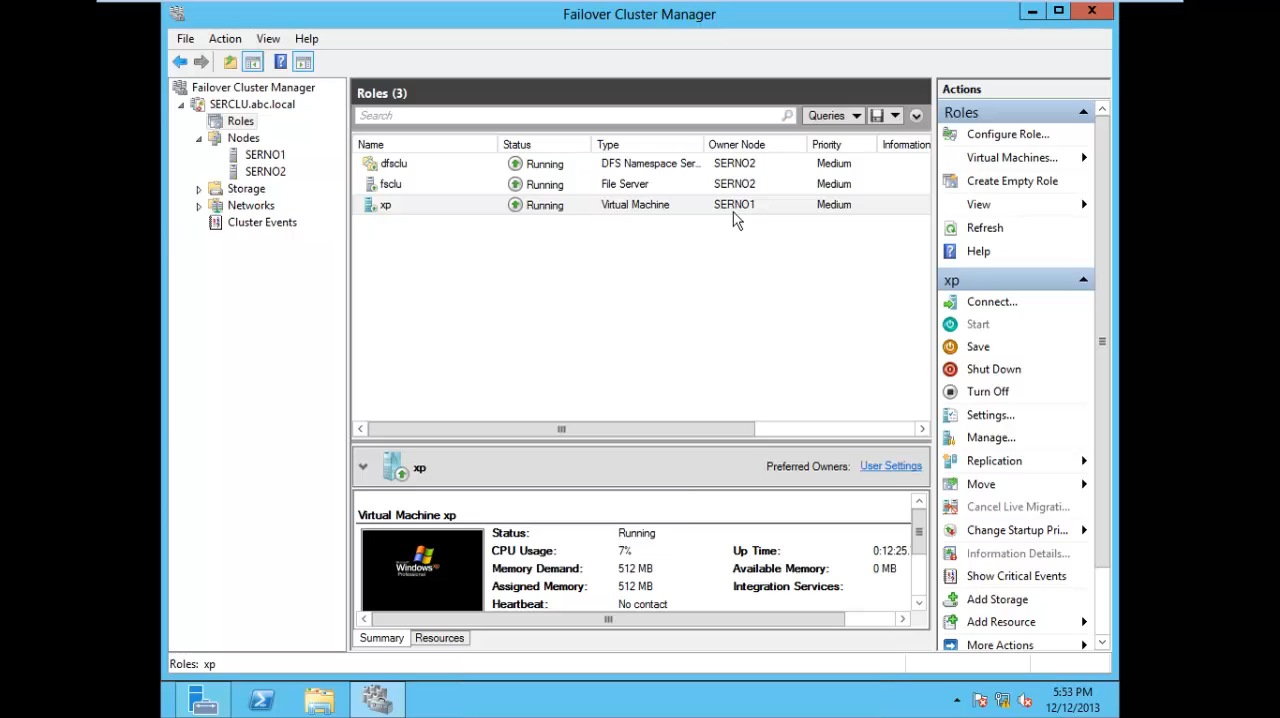 Failover Cluster Manager
File Action View Help
Failover Cluster Manager
SERCLU.abc.local
Roles
Nodes
SERNO1
SERNO2
Storage
Networks
Cluster Events
Roles (3)
Search
Queries
Name Status Type Owner Node Priority Information
dfsclu Running DFS Namespace Ser... SERNO2 Medium
fsclu Running File Server SERNO2 Medium
xp Running Virtual Machine SERNO1 Medium
xp
Preferred Owners: User Settings
Virtual Machine xp
Windows xp
Professional
Status: Running
CPU Usage: 7% Up Time: 0:12:25.
Memory Demand: 512 MB Available Memory: 0 MB
Assigned Memory: 512 MB Integration Services:
Heartbeat: No contact
Summary Resources
Actions
Roles
Configure Role...
Virtual Machines...
Create Empty Role
View
Refresh
Help
xp
Connect...
Start
Save
Shut Down
Turn Off
Settings...
Manage...
Replication
Move
Cancel Live Migrati...
Change Startup Pri...
Information Details...
Show Critical Events
Add Storage
Add Resource
More Actions
Roles: xp
5:53 PM
12/12/2013